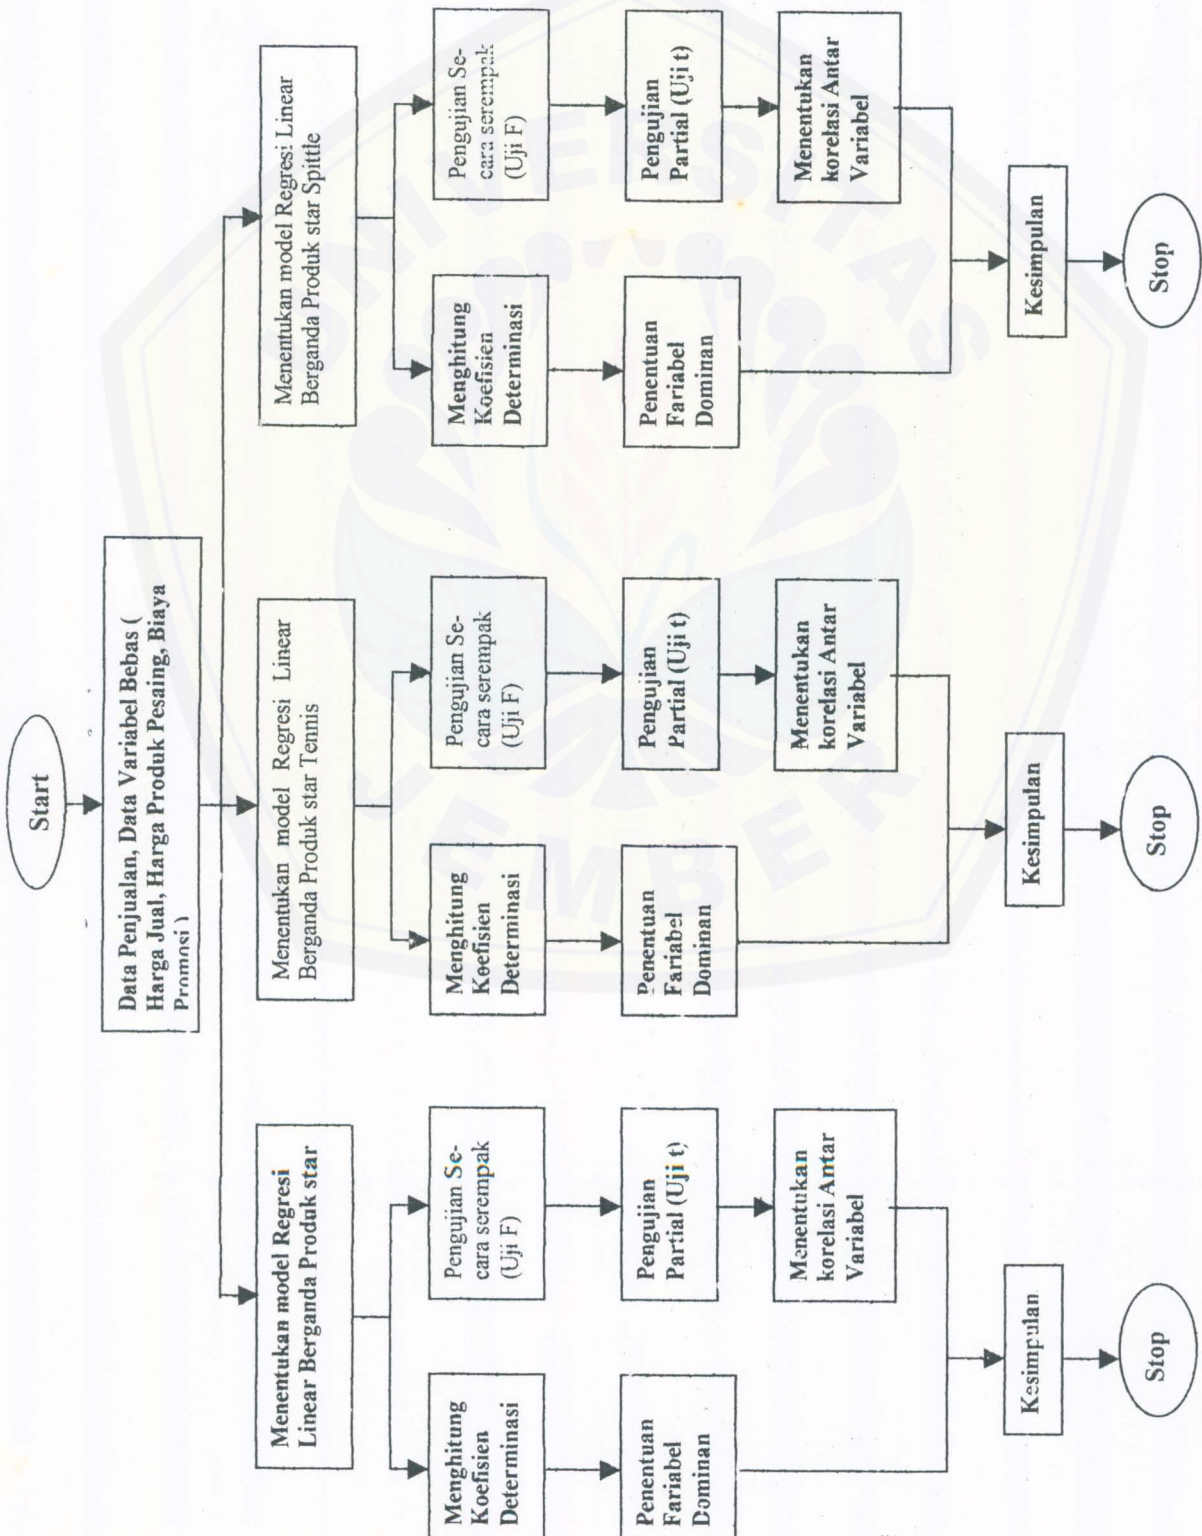 Start
Data Penjualan, Data Variabel Bebas (
Harga Jual, Harga Produk Pesaing, Biaya
Promosi )
Menentukan model Regresi
Linear Berganda Produk star
Menentukan model Regresi Linear
Berganda Produk star Tennis
Menentukan model Regresi Linear
Berganda Produk star Spittle
Menghitung
Koefisien
Determinasi
Pengujian Se-
cara serempak
(Uji F)
Menghitung
Koefisien
Determinasi
Pengujian Se-
cara serempak
(Uji F)
Menghitung
Koefisien
Determinasi
Pengujian Se-
cara serempak
(Uji F)
Penentuan
Fariabel
Dominan
Pengujian
Partial (Uji t)
Penentuan
Fariabel
Dominan
Pengujian
Partial (Uji t)
Penentuan
Fariabel
Dominan
Pengujian
Partial (Uji t)
Menentukan
korelasi Antar
Variabel
Menentukan
korelasi Antar
Variabel
Menentukan
korelasi Antar
Variabel
Kesimpulan
Kesimpulan
Kesimpulan
Stop
Stop
Stop
UNIVERSITAS
JEMBER